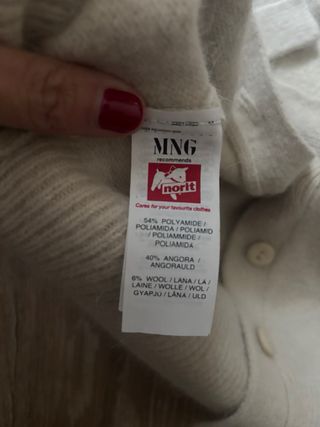 MNG
recommends
norit
Cares for your favourite clothes
54% POLYAMIDE /
POLIAMIDA / POLIAMID
/ POLIAMMIDE /
POLIAMIDA
40% ANGORA /
ANGORAULD
6% WOOL / LANA / LÃ /
LAINE / WOLLE / WOL /
GYAPJÚ / LÂNA / ULD